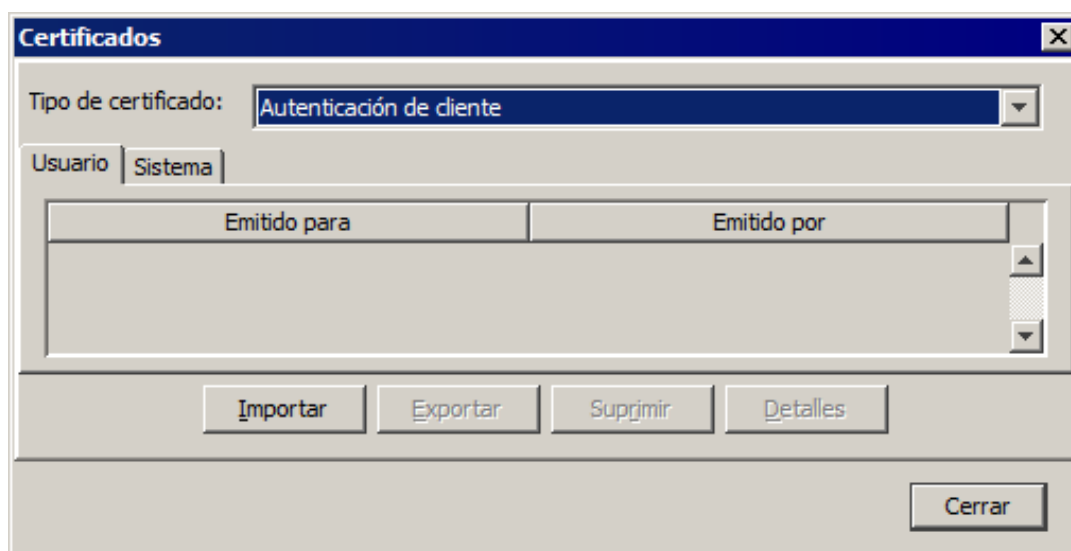 Certificados
Tipo de certificado: Autenticación de cliente
Usuario Sistema
Emitido para Emitido por
Importar Exportar Suprimir Detalles
Cerrar